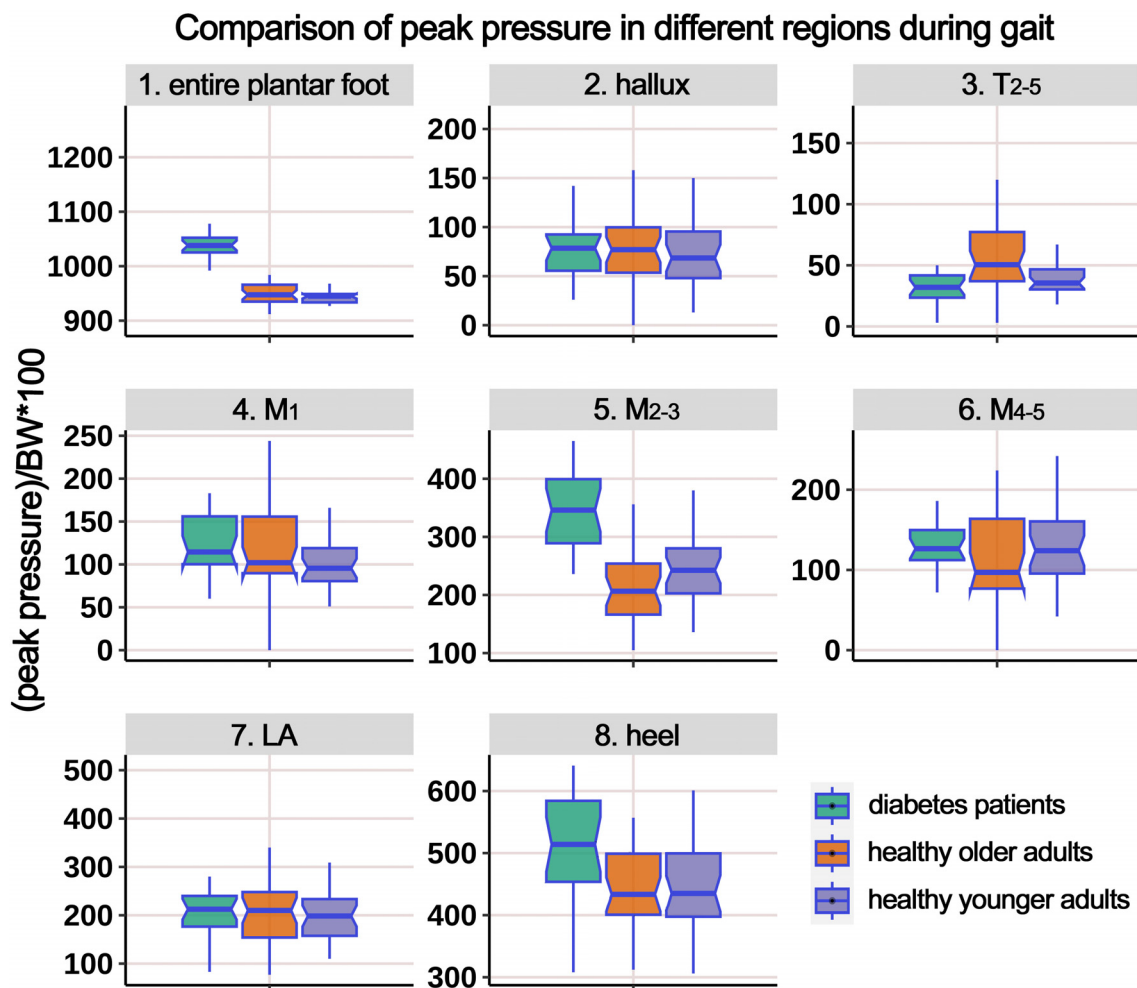 Comparison of peak pressure in different regions during gait
(peak pressure)/BW*100
1. entire plantar foot
1200
1100
1000
900
2. hallux
200
150
100
50
0
3. T2-5
150
100
50
0
4. M1
250
200
150
100
50
0
5. M2-3
400
300
200
100
6. M4-5
200
100
0
7. LA
500
400
300
200
100
8. heel
600
500
400
300
diabetes patients
healthy older adults
healthy younger adults